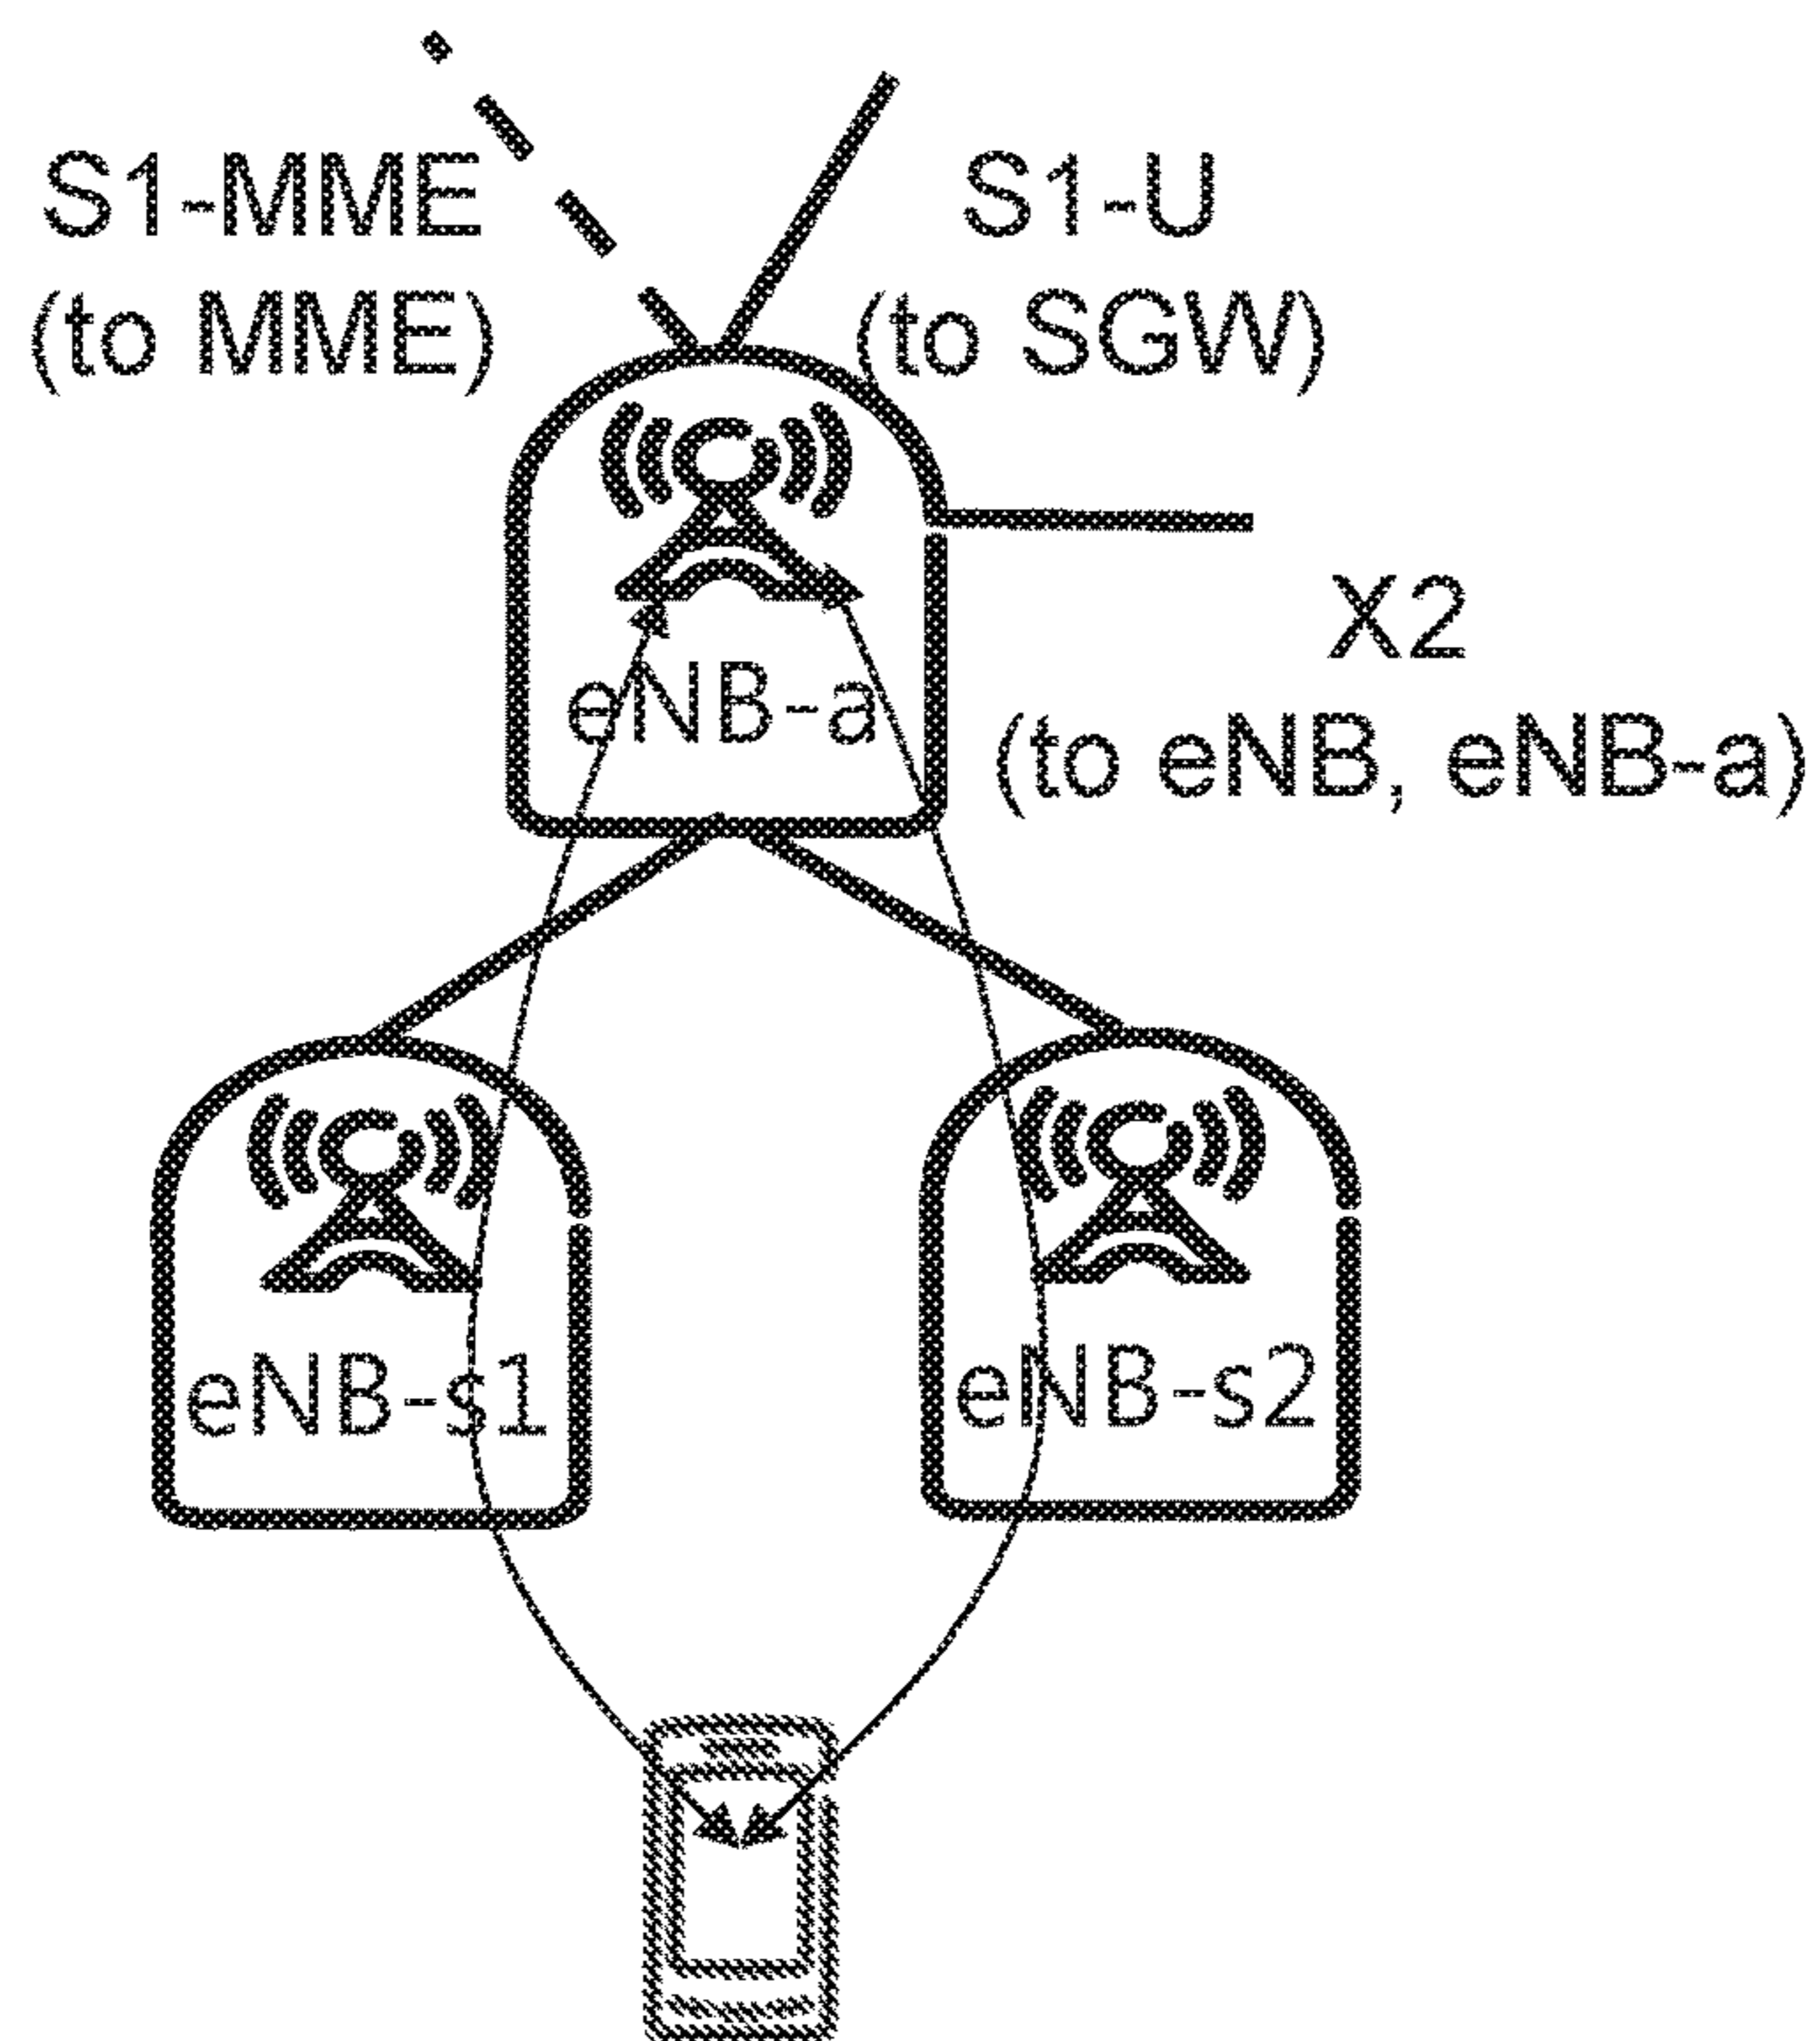 S1-MME
(to MME)
S1-U
(to SGW)
eNB-a
X2
(to eNB, eNB-a)
eNB-s1
eNB-s2